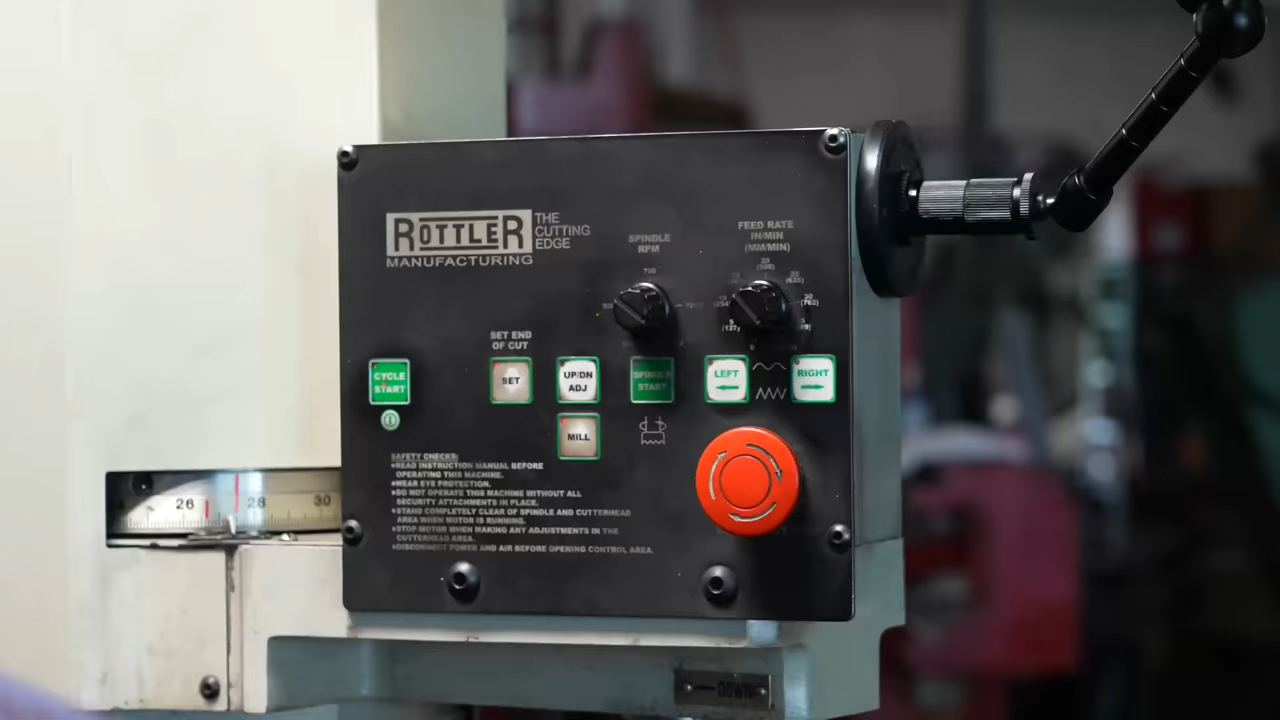 ROTTLER
MANUFACTURING
THE
CUTTING
EDGE
SPINDLE
RPM
700
FEED RATE
IN/MIN
(MM/MIN)
20
(509)
25
(635)
30
(762)
5
(127)
SET END
OF CUT
CYCLE
START
SET
UP/DN
ADJ
SPINDLE
START
LEFT
RIGHT
MILL
SAFETY CHECKS:
•READ INSTRUCTION MANUAL BEFORE
OPERATING THIS MACHINE.
•WEAR EYE PROTECTION.
•DO NOT OPERATE THIS MACHINE WITHOUT ALL
SECURITY ATTACHMENTS IN PLACE.
•STAND COMPLETELY CLEAR OF SPINDLE AND CUTTERHEAD
AREA WHEN MOTOR IS RUNNING.
•STOP MOTOR WHEN MAKING ANY ADJUSTMENTS IN THE
CUTTERHEAD AREA.
•DISCONNECT POWER AND AIR BEFORE OPENING CONTROL AREA.
26 28 30
DOWN